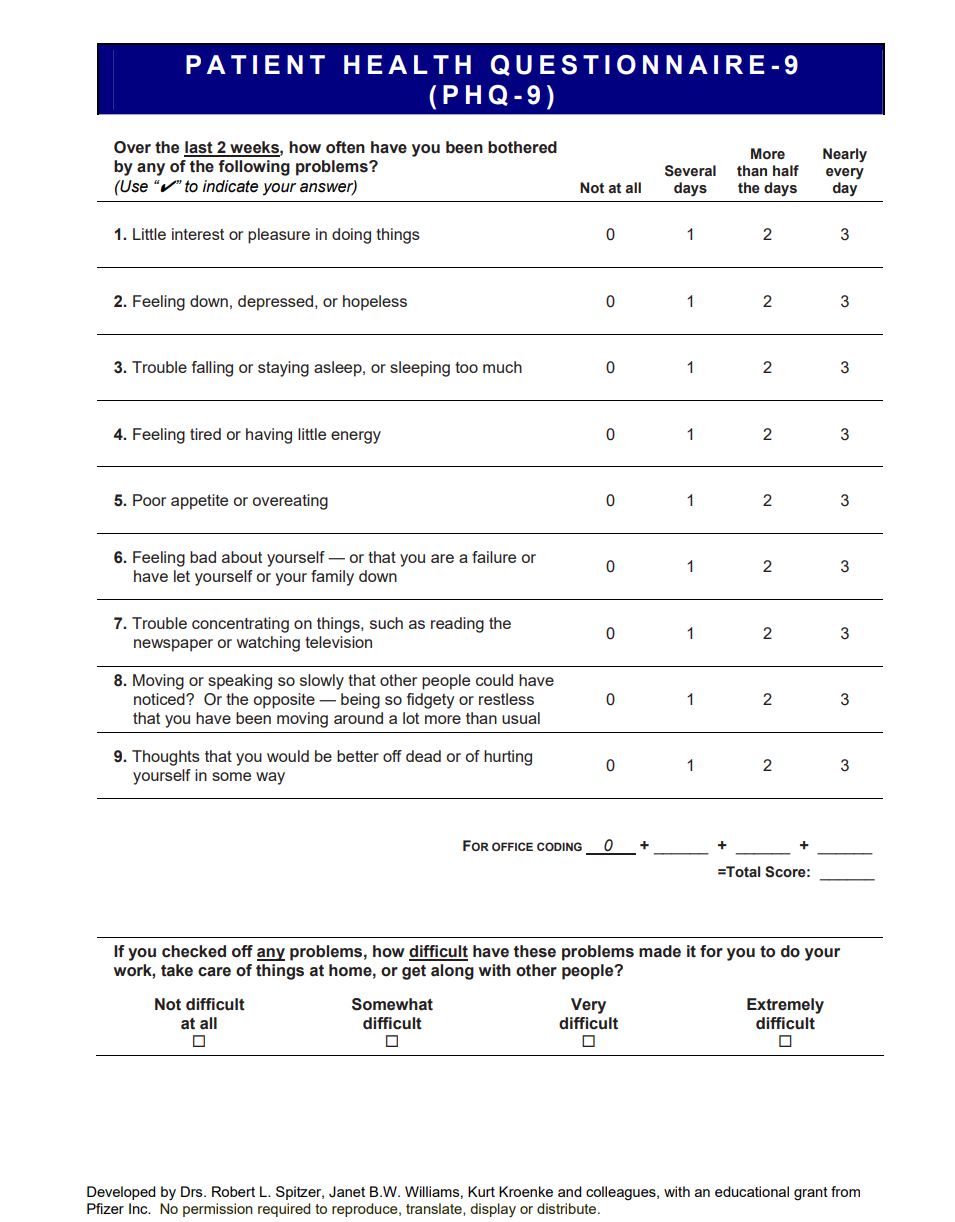 PATIENT HEALTH QUESTIONNAIRE-9
(PHQ-9)
Over the last 2 weeks, how often have you been bothered
by any of the following problems?
(Use “✔” to indicate your answer)
Not at all
Several
days
More
than half
the days
Nearly
every
day
1. Little interest or pleasure in doing things 0 1 2 3
2. Feeling down, depressed, or hopeless 0 1 2 3
3. Trouble falling or staying asleep, or sleeping too much 0 1 2 3
4. Feeling tired or having little energy 0 1 2 3
5. Poor appetite or overeating 0 1 2 3
6. Feeling bad about yourself — or that you are a failure or
have let yourself or your family down 0 1 2 3
7. Trouble concentrating on things, such as reading the
newspaper or watching television 0 1 2 3
8. Moving or speaking so slowly that other people could have
noticed? Or the opposite — being so fidgety or restless
that you have been moving around a lot more than usual 0 1 2 3
9. Thoughts that you would be better off dead or of hurting
yourself in some way 0 1 2 3
FOR OFFICE CODING 0 + ______ + ______ + ______
=Total Score: ______
If you checked off any problems, how difficult have these problems made it for you to do your
work, take care of things at home, or get along with other people?
Not difficult
at all
☐
Somewhat
difficult
☐
Very
difficult
☐
Extremely
difficult
☐
Developed by Drs. Robert L. Spitzer, Janet B.W. Williams, Kurt Kroenke and colleagues, with an educational grant from
Pfizer Inc. No permission required to reproduce, translate, display or distribute.